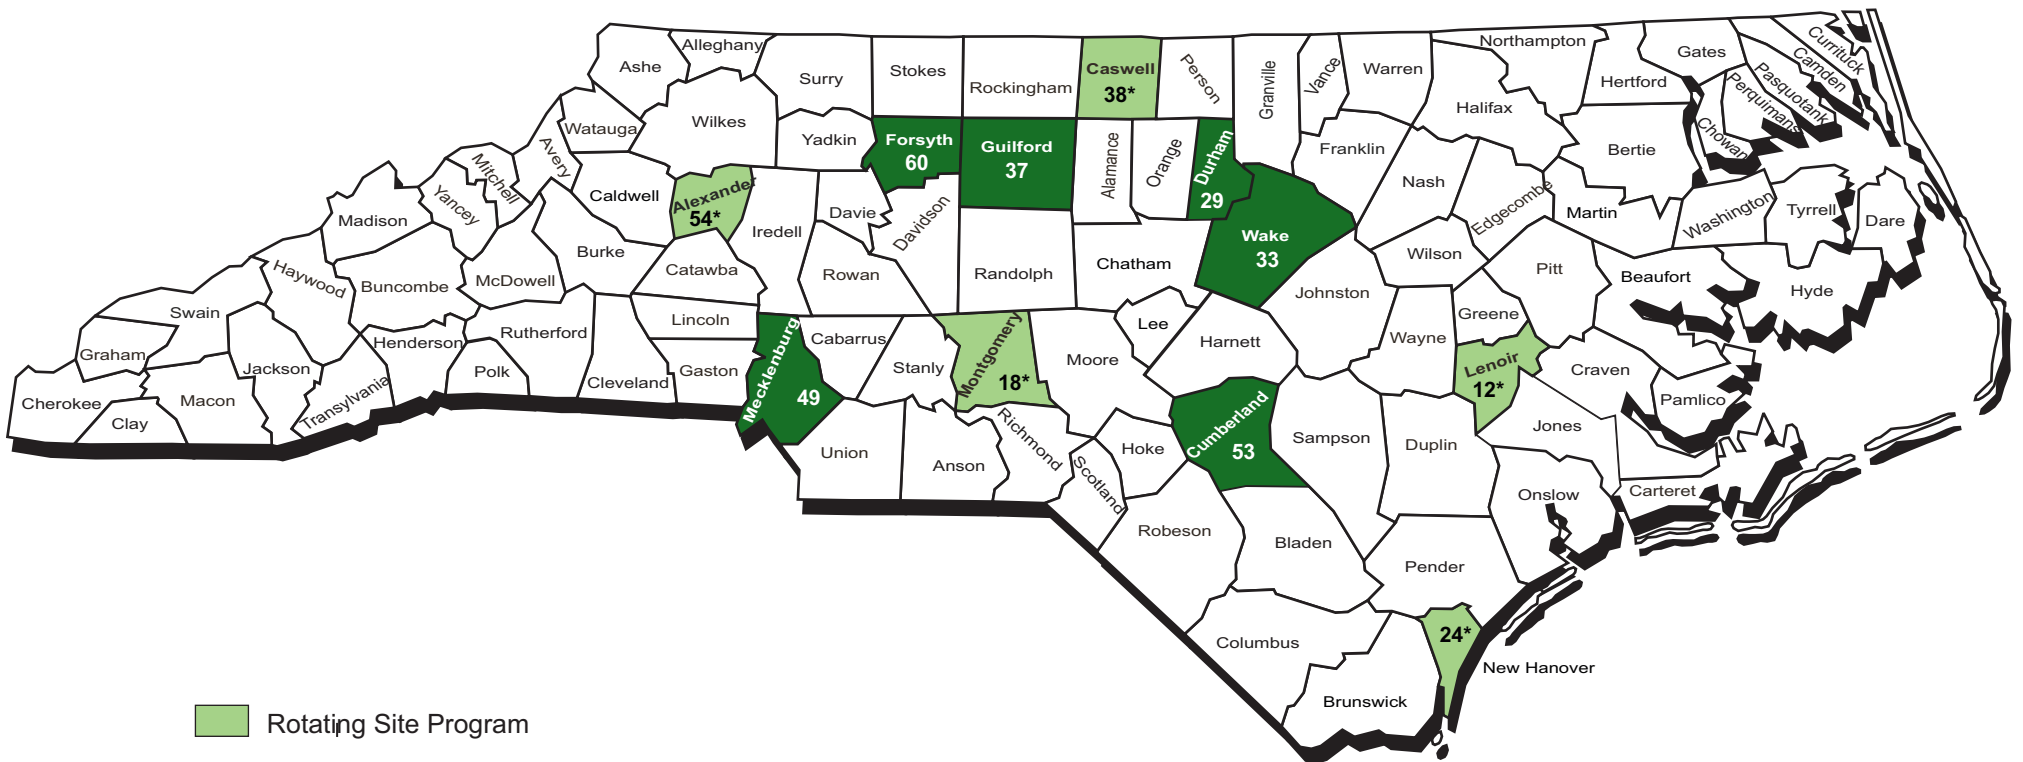 Ashe
Alleghany
Surry
Stokes
Rockingham
Caswell
38*
Person
Granville
Vance
Warren
Northampton
Halifax
Hertford
Gates
Currituck
Camden
Pasquotank
Perquimans
Chowan
Bertie
Watauga
Wilkes
Yadkin
Forsyth
60
Guilford
37
Alamance
Orange
Durham
29
Franklin
Nash
Edgecombe
Martin
Washington
Tyrrell
Dare
Mitchell
Avery
Yancey
Madison
Caldwell
Alexander
54*
Iredell
Davie
Davidson
Wake
33
Wilson
Pitt
Beaufort
Hyde
Haywood
Buncombe
McDowell
Burke
Catawba
Rowan
Randolph
Chatham
Johnston
Greene
Swain
Graham
Jackson
Henderson
Rutherford
Lincoln
Mecklenburg
49
Cabarrus
Stanly
Montgomery
18*
Moore
Lee
Harnett
Wayne
Lenoir
12*
Craven
Pamlico
Cherokee
Clay
Macon
Transylvania
Polk
Cleveland
Gaston
Union
Anson
Richmond
Scotland
Hoke
Cumberland
53
Sampson
Duplin
Jones
Onslow
Carteret
Robeson
Bladen
Pender
Columbus
Brunswick
24*
New Hanover
Rotating Site Program